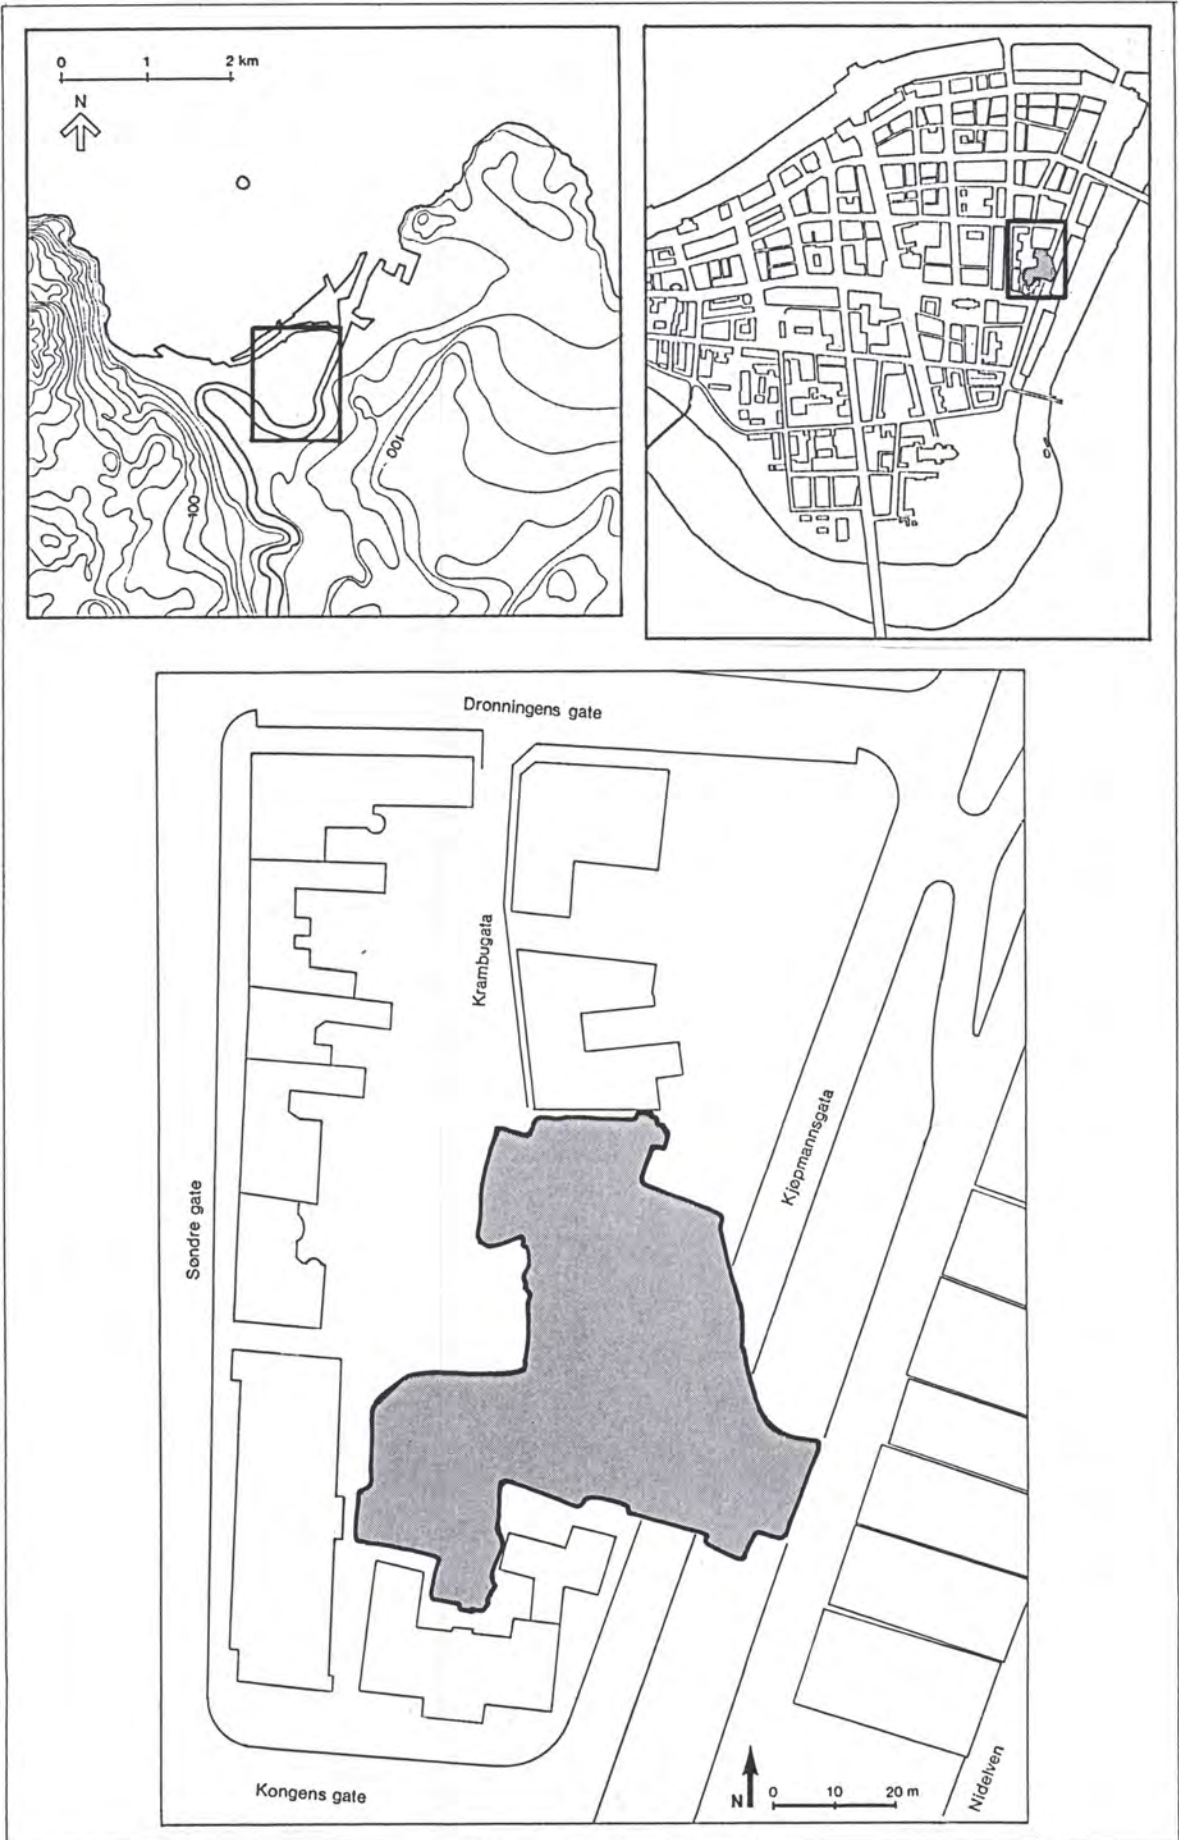 0 1 2 km
N
100
100
Dronningens gate
Krambugata
Kjøpmannsgata
Søndre gate
Kongens gate
N 0 10 20 m
Nidelven